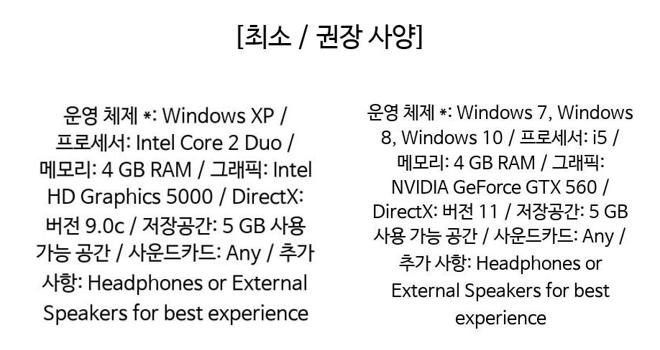 [최소 / 권장 사양]
운영 체제 *: Windows XP /
프로세서: Intel Core 2 Duo /
메모리: 4 GB RAM / 그래픽: Intel
HD Graphics 5000 / DirectX:
버전 9.0c / 저장공간: 5 GB 사용
가능 공간 / 사운드카드: Any / 추가
사항: Headphones or External
Speakers for best experience
운영 체제 *: Windows 7, Windows
8, Windows 10 / 프로세서: i5 /
메모리: 4 GB RAM / 그래픽:
NVIDIA GeForce GTX 560 /
DirectX: 버전 11 / 저장공간: 5 GB
사용 가능 공간 / 사운드카드: Any /
추가 사항: Headphones or
External Speakers for best
experience